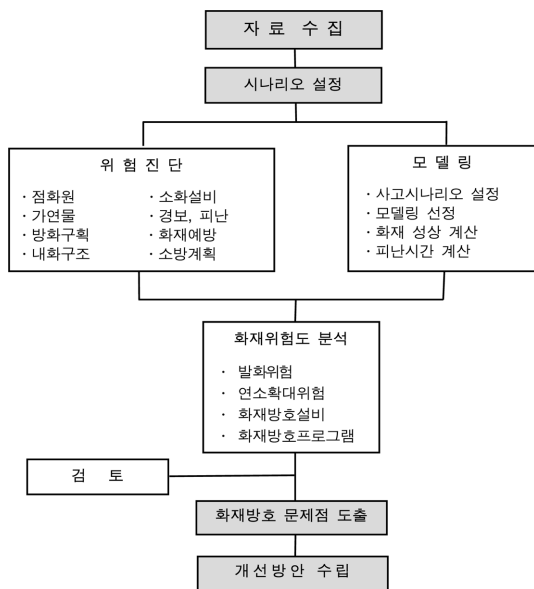 자 료 수 집
시나리오 설정
위 험 진 단
· 점화원
· 가연물
· 방화구획
· 내화구조
· 소화설비
· 경보, 피난
· 화재예방
· 소방계획
모 델 링
· 사고시나리오 설정
· 모델링 선정
· 화재 성상 계산
· 피난시간 계산
화재위험도 분석
· 발화위험
· 연소확대위험
· 화재방호설비
· 화재방호프로그램
검 토
화재방호 문제점 도출
개선방안 수립